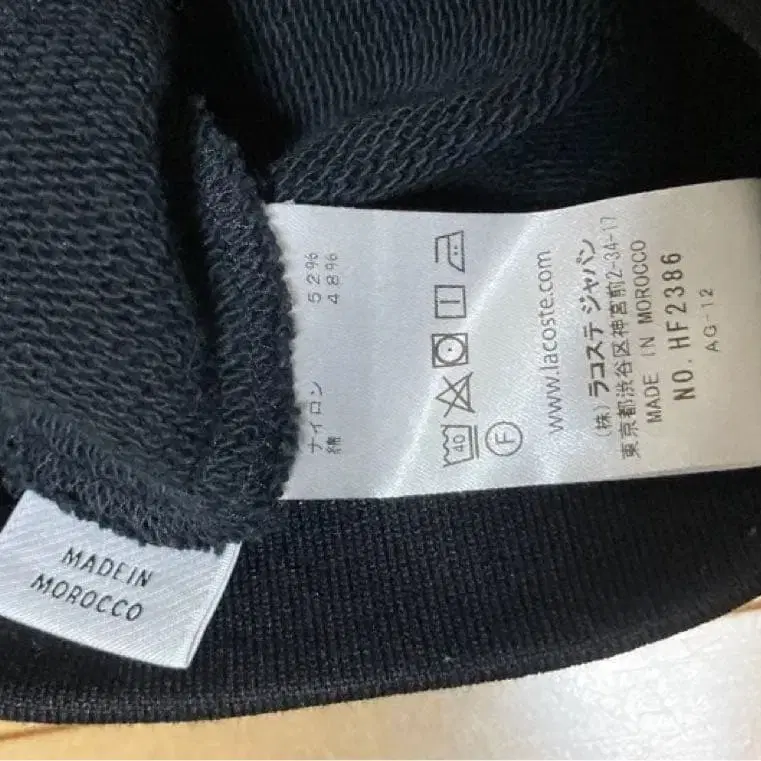 ナイロン 52%
綿 48%
40
F
www.lacoste.com
(株) ラコステ ジャパン
東京都渋谷区神宮前2-34-17
MADE IN MOROCCO
NO. HF2386
AG-12
MADEIN
MOROCCO